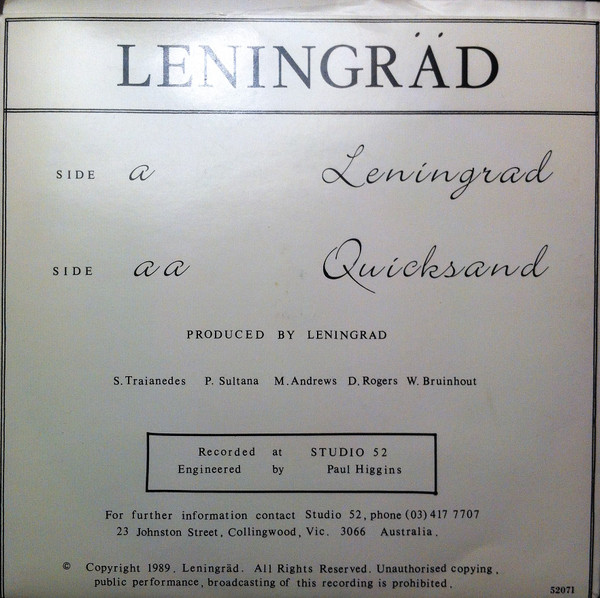 LENINGRÄD
SIDE a Leningrad
SIDE aa Quicksand
PRODUCED BY LENINGRAD
S. Traianedes P. Sultana M. Andrews D. Rogers W. Bruinhout
Recorded at STUDIO 52
Engineered by Paul Higgins
For further information contact Studio 52, phone (03) 417 7707
23 Johnston Street, Collingwood, Vic. 3066 Australia.
© Copyright 1989, Leningräd. All Rights Reserved. Unauthorised copying,
public performance, broadcasting of this recording is prohibited.
52071